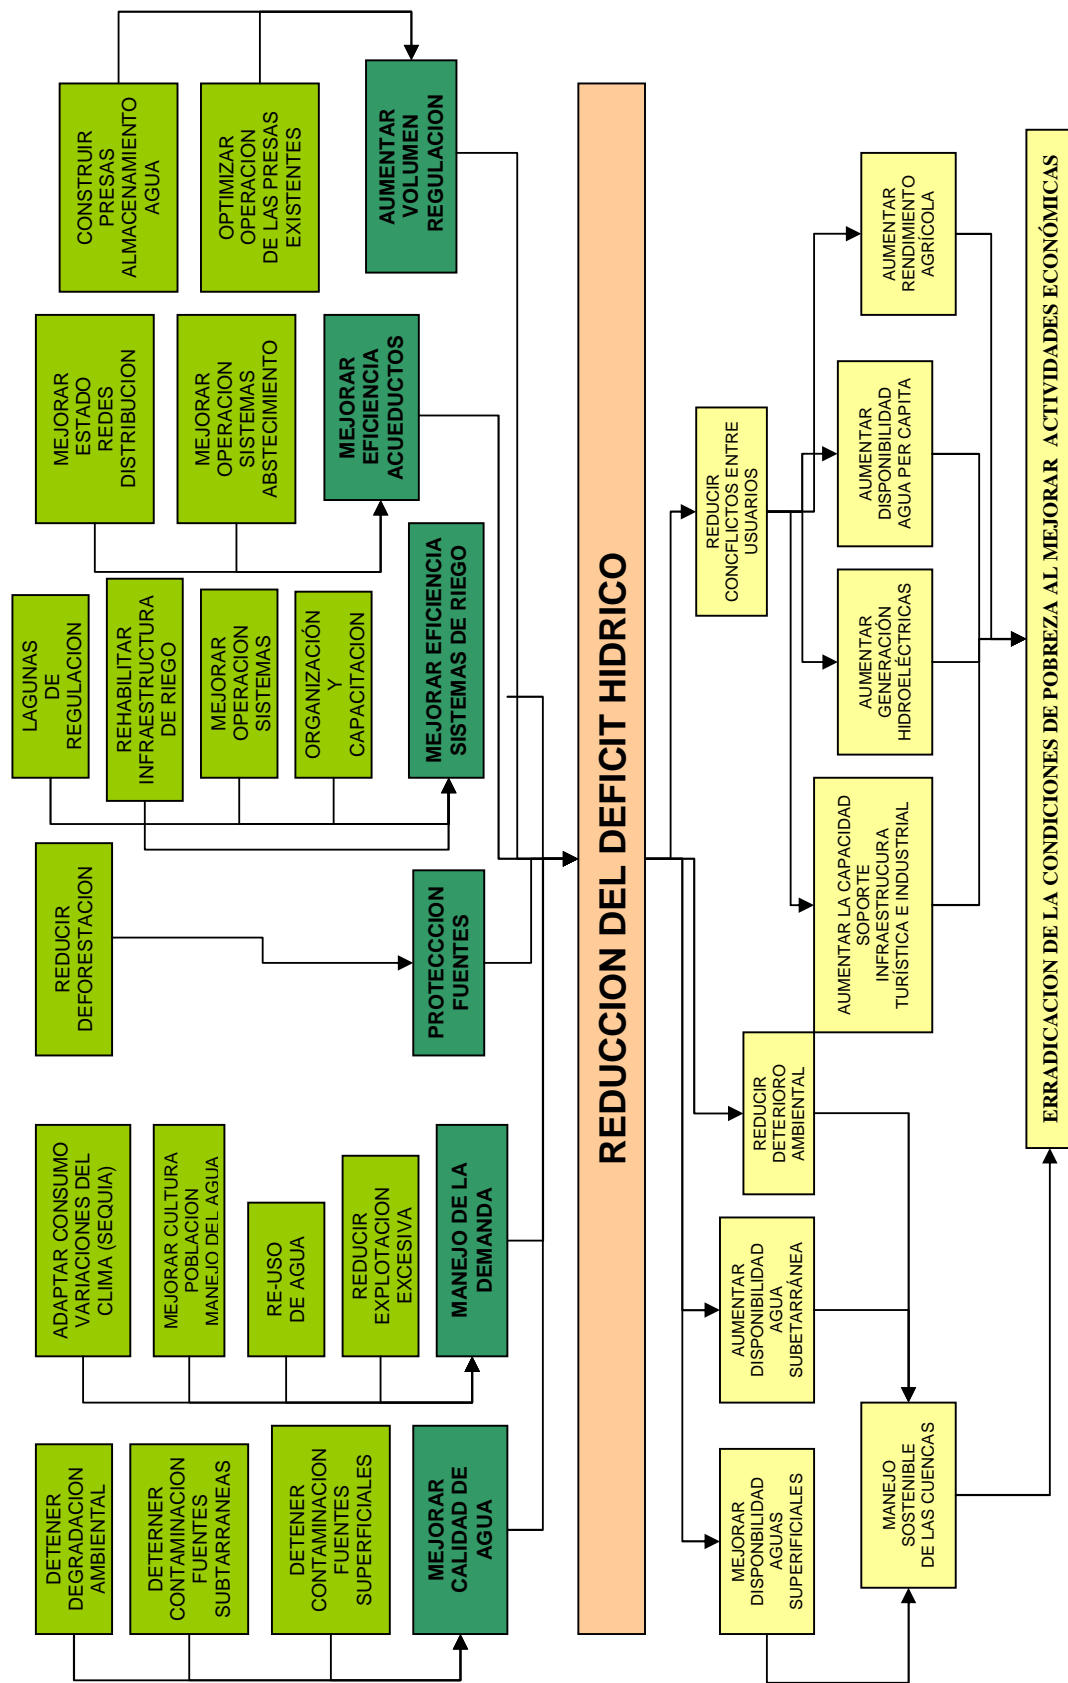 DETENER
DEGRADACION
AMBIENTAL
DETERNER
CONTAMINACION
FUENTES
SUBTARRANEAS
DETENER
CONTAMINACION
FUENTES
SUPERFICIALES
MEJORAR
CALIDAD DE
AGUA
ADAPTAR CONSUMO
VARIACIONES DEL
CLIMA (SEQUIA)
MEJORAR CULTURA
POBLACION
MANEJO DEL AGUA
RE-USO
DE AGUA
REDUCIR
EXPLOTACION
EXCESIVA
MANEJO DE LA
DEMANDA
REDUCIR
DEFORESTACION
PROTECCCION
FUENTES
LAGUNAS
DE
REGULACION
REHABILITAR
INFRAESTRUCTURA
DE RIEGO
MEJORAR
OPERACION
SISTEMAS
ORGANIZACIÓN
Y
CAPACITACION
MEJORAR EFICIENCIA
SISTEMAS DE RIEGO
MEJORAR
ESTADO
REDES
DISTRIBUCION
MEJORAR
OPERACION
SISTEMAS
ABSTECIMIENTO
MEJORAR
EFICIENCIA
ACUEDUCTOS
CONSTRUIR
PRESAS
ALMACENAMIENTO
AGUA
OPTIMIZAR
OPERACION
DE LAS PRESAS
EXISTENTES
AUMENTAR
VOLUMEN
REGULACION
REDUCCION DEL DEFICIT HIDRICO
MEJORAR
DISPONIBILIDAD
AGUAS
SUPERIFICIALES
AUMENTAR
DISPONIBILIDAD
AGUA
SUBETARRÁNEA
REDUCIR
DETERIORO
AMBIENTAL
REDUCIR
CONCFLICTOS ENTRE
USUARIOS
MANEJO
SOSTENIBLE
DE LAS CUENCAS
AUMENTAR LA CAPACIDAD
SOPORTE
INFRAESTRUCURA
TURÍSTICA E INDUSTRIAL
AUMENTAR
GENERACIÓN
HIDROELÉCTRICAS
AUMENTAR
DISPONIBILIDAD
AGUA PER CAPITA
AUMENTAR
RENDIMIENTO
AGRÍCOLA
ERRADICACION DE LA CONDICIONES DE POBREZA AL MEJORAR ACTIVIDADES ECONÓMICAS